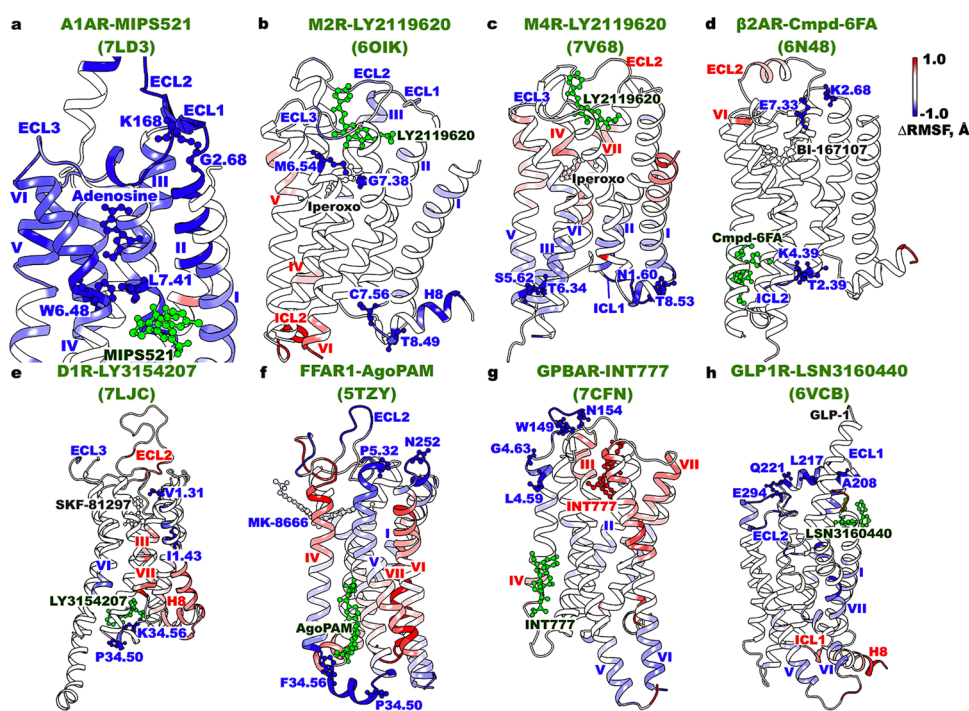 a A1AR-MIPS521
(7LD3)
ECL2
ECL1
ECL3
K168
G2.68
III
VI
Adenosine
V
II
L7.41
I
W6.48
IV
MIPS521
b M2R-LY2119620
(6OIK)
ECL2
ECL1
III
ECL3
LY2119620
II
M6.54
G7.38
V
Iperoxo
I
IV
C7.56
H8
ICL2
VI
T8.49
c M4R-LY2119620
(7V68)
ECL2
ECL3
LY2119620
IV
VII
Iperoxo
V
III
VI
II
I
S5.62
T6.34
N1.60
T8.53
ICL1
d β2AR-Cmpd-6FA
(6N48)
ECL2
K2.68
E7.33
VI
BI-167107
Cmpd-6FA
K4.39
T2.39
ICL2
1.0
-1.0
ΔRMSF, Å
e D1R-LY3154207
(7LJC)
ECL3
ECL2
V1.31
SKF-81297
III
I1.43
VI
VII
LY3154207
H8
K34.56
P34.50
f FFAR1-AgoPAM
(5TZY)
ECL2
P5.32
N252
MK-8666
I
IV
V
VII
VI
AgoPAM
F34.56
P34.50
g GPBAR-INT777
(7CFN)
N154
W149
G4.63
III
VII
L4.59
INT777
II
IV
INT777
V
VI
h GLP1R-LSN3160440
(6VCB)
GLP-1
ECL1
L217
Q221
A208
E294
LSN3160440
ECL2
I
VII
ICL1
H8
V
VI